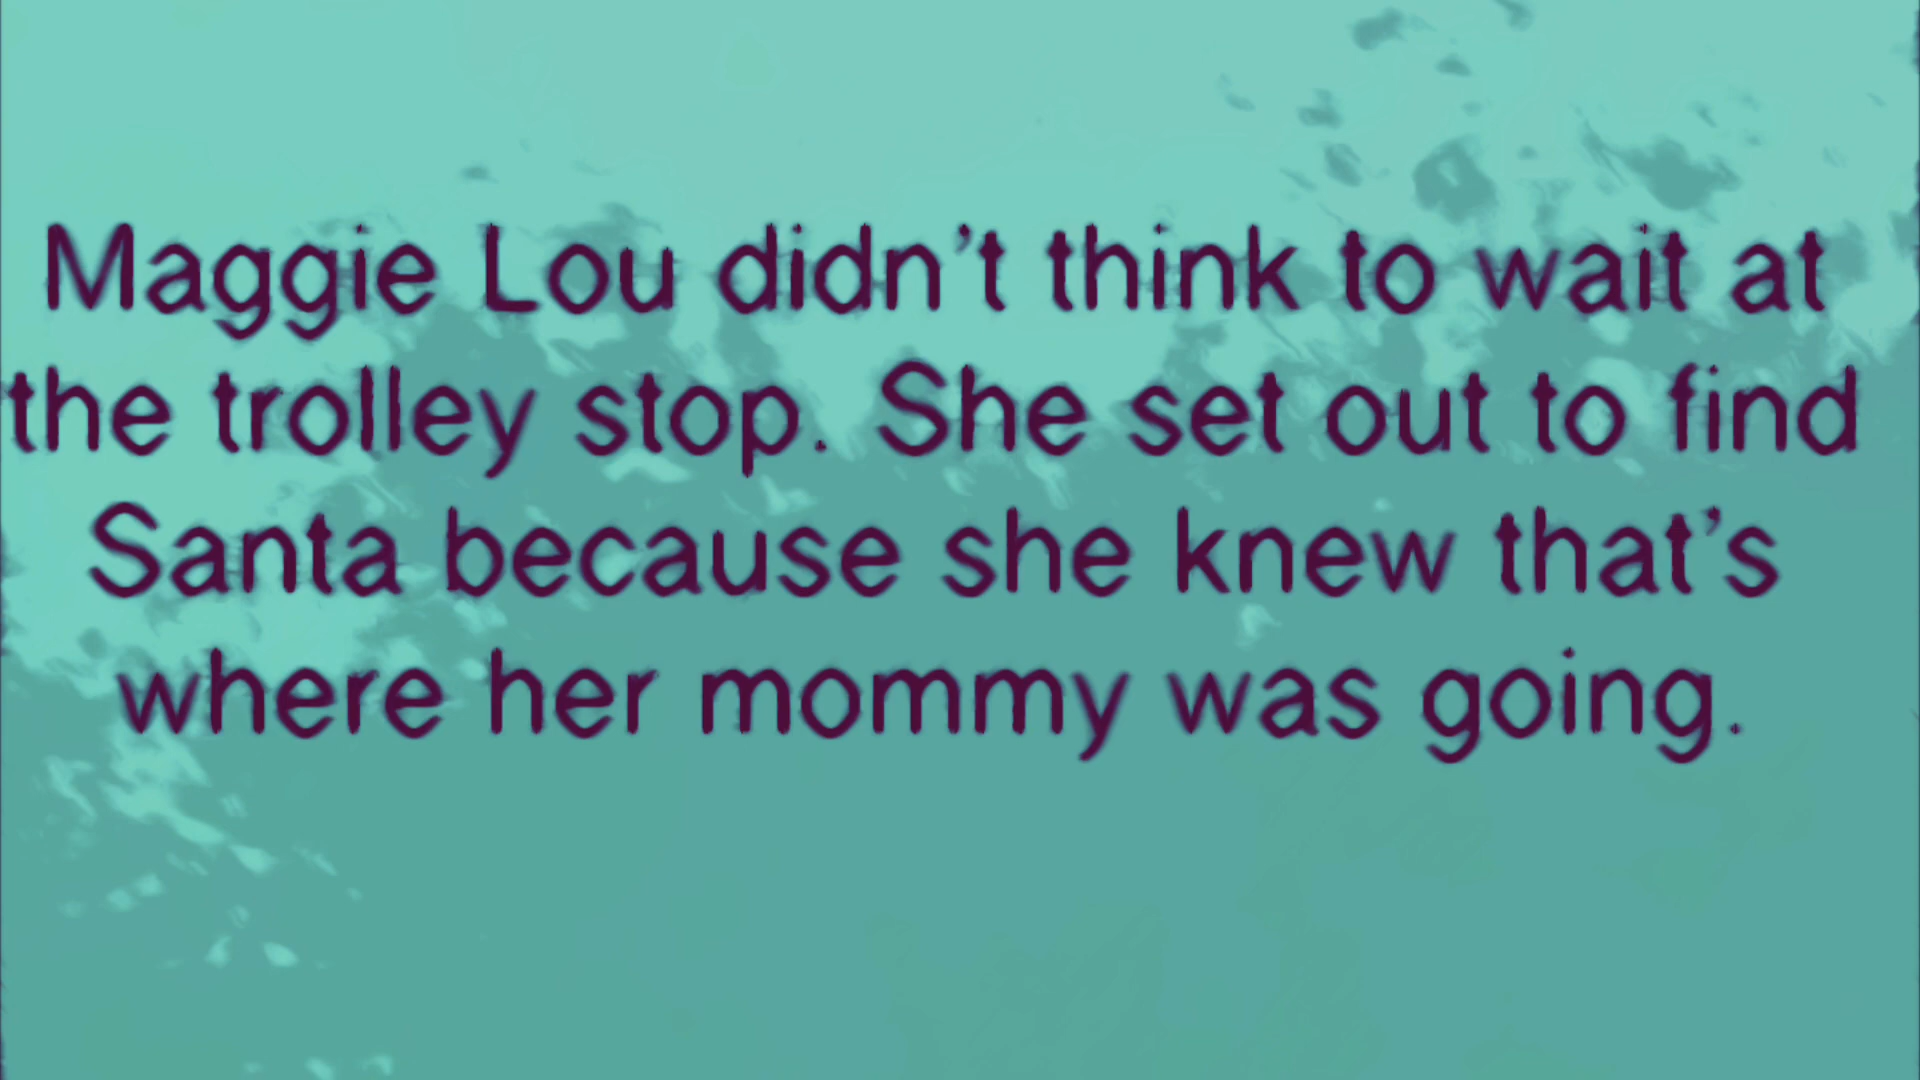 Maggie Lou didn’t think to wait at
the trolley stop. She set out to find
Santa because she knew that’s
where her mommy was going.